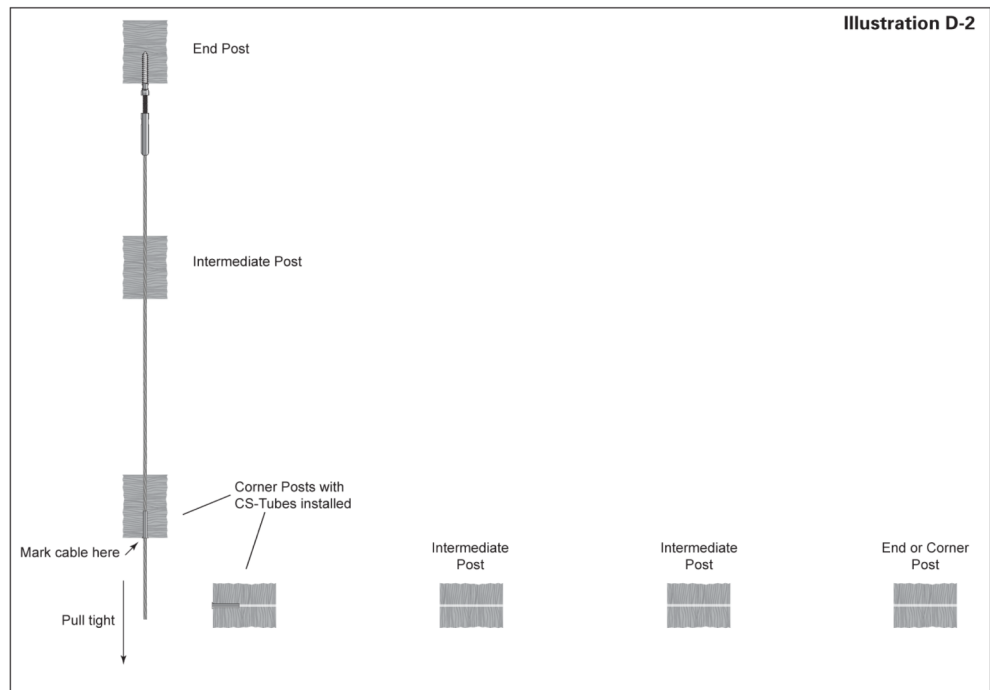 Illustration D-2
End Post
Intermediate Post
Corner Posts with
CS-Tubes installed
Mark cable here
Pull tight
Intermediate
Post
Intermediate
Post
End or Corner
Post